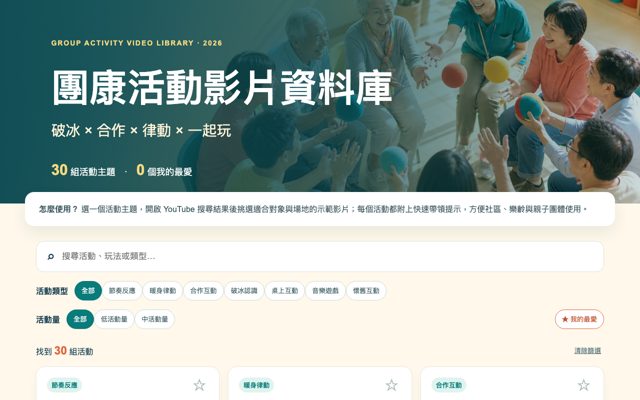 GROUP ACTIVITY VIDEO LIBRARY · 2026
團康活動影片資料庫
破冰 × 合作 × 律動 × 一起玩
30 組活動主題 · 0 個我的最愛
怎麼使用？ 選一個活動主題，開啟 YouTube 搜尋結果後挑選適合對象與場地的示範影片；每個活動都附上快速帶領提示，方便社區、樂齡與親子團體使用。
搜尋活動、玩法或類型…
活動類型 全部 節奏反應 暖身律動 合作互動 破冰認識 桌上互動 音樂遊戲 懷舊互動
活動量 全部 低活動量 中活動量 ★ 我的最愛
找到 30 組活動 清除篩選
節奏反應 ☆ 暖身律動 ☆ 合作互動 ☆